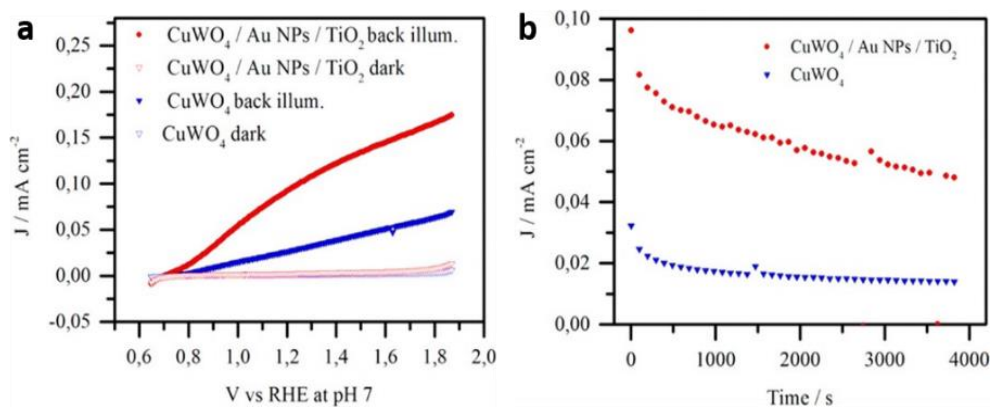 a
0,25
0,20
0,15
0,10
0,05
0,00
-0,05
J / mA cm⁻²
CuWO₄ / Au NPs / TiO₂ back illum.
CuWO₄ / Au NPs / TiO₂ dark
CuWO₄ back illum.
CuWO₄ dark
0,6 0,8 1,0 1,2 1,4 1,6 1,8 2,0
V vs RHE at pH 7
b
0,10
0,08
0,06
0,04
0,02
0,00
J / mA cm⁻²
CuWO₄ / Au NPs / TiO₂
CuWO₄
0 1000 2000 3000 4000
Time / s